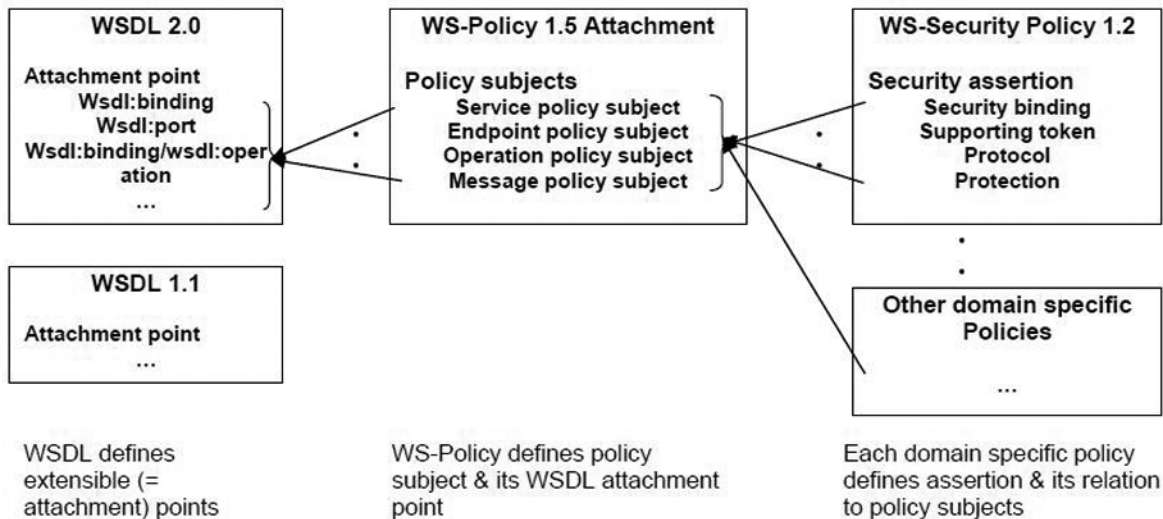 WSDL 2.0
Attachment point
Wsdl:binding
Wsdl:port
Wsdl:binding/wsdl:oper
ation
...
WSDL 1.1
Attachment point
...
WSDL defines
extensible (=
attachment) points
WS-Policy 1.5 Attachment
Policy subjects
Service policy subject
Endpoint policy subject
Operation policy subject
Message policy subject
WS-Policy defines policy
subject & its WSDL attachment
point
WS-Security Policy 1.2
Security assertion
Security binding
Supporting token
Protocol
Protection
Other domain specific
Policies
...
Each domain specific policy
defines assertion & its relation
to policy subjects